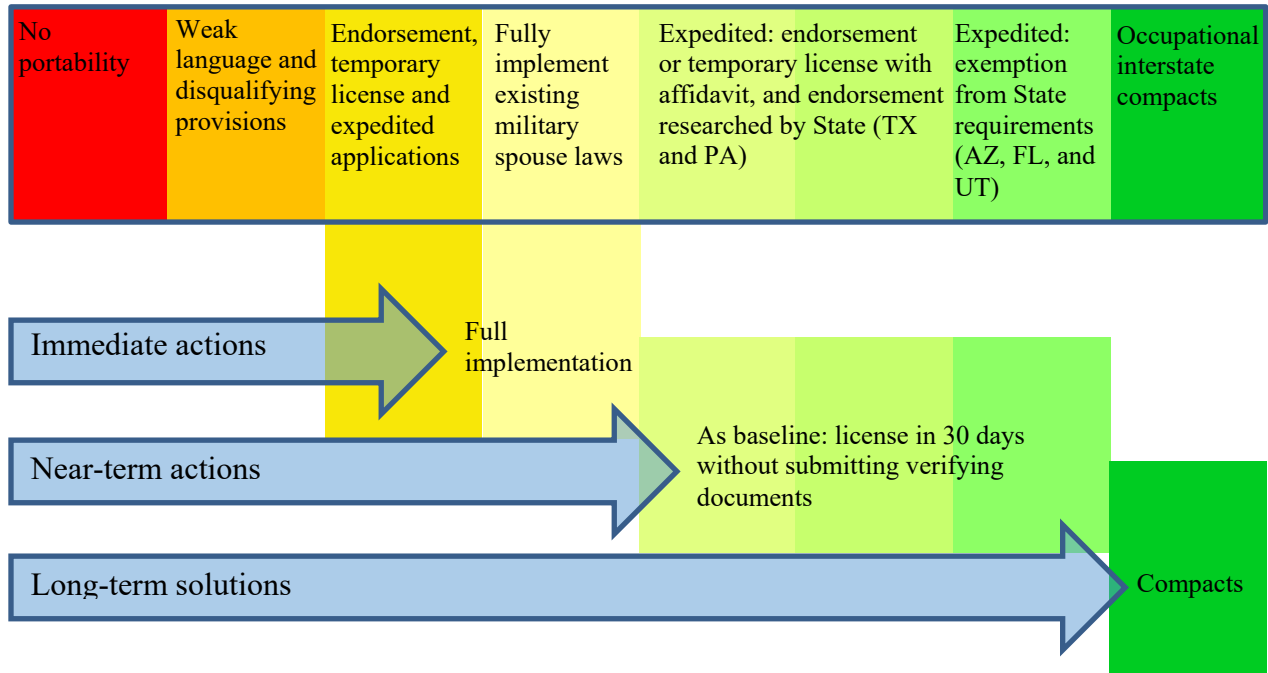 No
portability
Weak
language and
disqualifying
provisions
Endorsement,
temporary
license and
expedited
applications
Fully
implement
existing
military
spouse laws
Expedited: endorsement
or temporary license with
affidavit, and endorsement
researched by State (TX
and PA)
Expedited:
exemption
from State
requirements
(AZ, FL, and
UT)
Occupational
interstate
compacts
Immediate actions
Full
implementation
Near-term actions
As baseline: license in 30 days
without submitting verifying
documents
Long-term solutions
Compacts